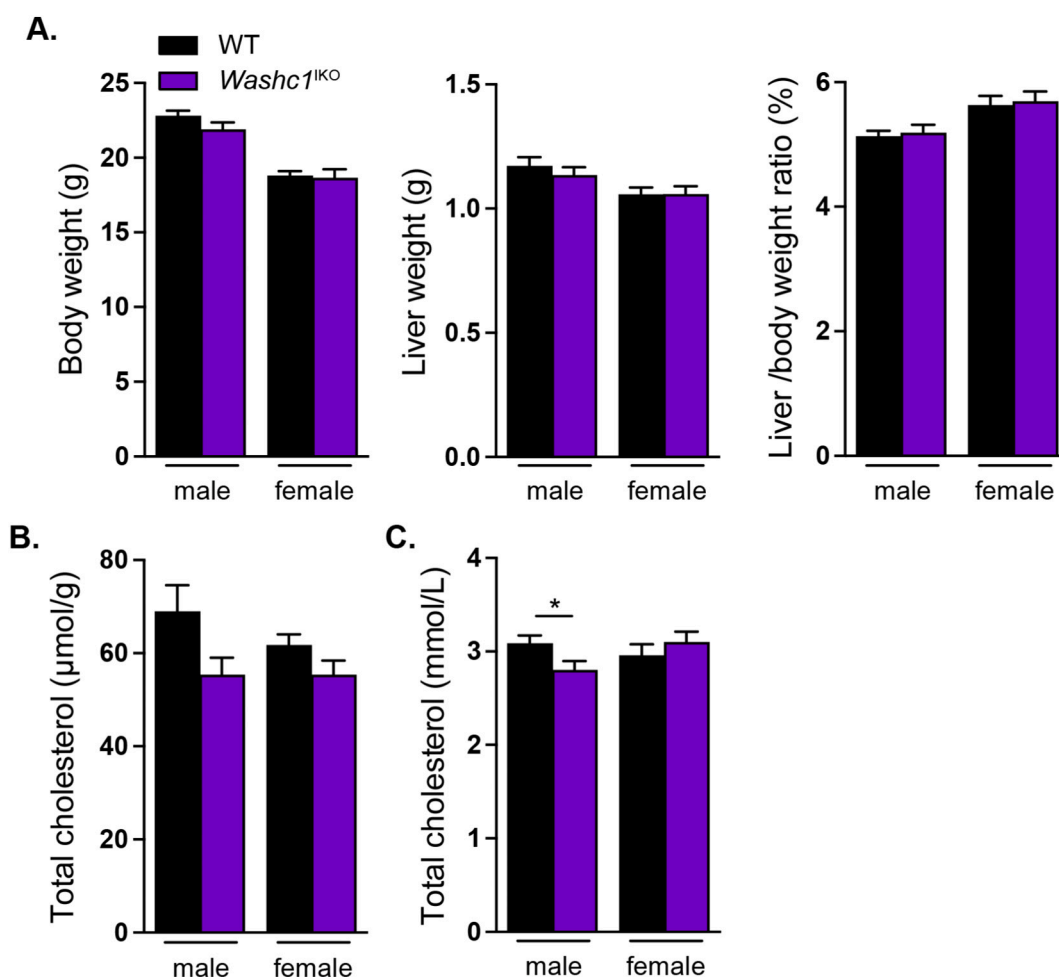 A.
WT
Washc1IKO
Body weight (g)
25
20
15
10
5
0
male female
Liver weight (g)
1.5
1.0
0.5
0.0
male female
Liver /body weight ratio (%)
6
4
2
0
male female
B.
Total cholesterol (µmol/g)
80
60
40
20
0
male female
C.
Total cholesterol (mmol/L)
4
3
2
1
0
*
male female